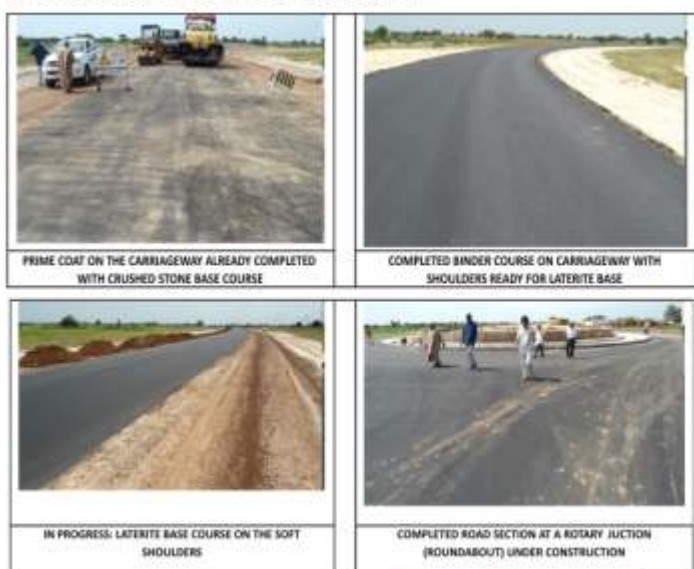 PRIME COAT ON THE CARRIAGEWAY ALREADY COMPLETED
WITH CRUSHED STONE BASE COURSE
COMPLETED BINDER COURSE ON CARRIAGEWAY WITH
SHOULDERS READY FOR LATERITE BASE
IN PROGRESS: LATERITE BASE COURSE ON THE SOFT
SHOULDERS
COMPLETED ROAD SECTION AT A ROTARY JUCTION
(ROUNDABOUT) UNDER CONSTRUCTION